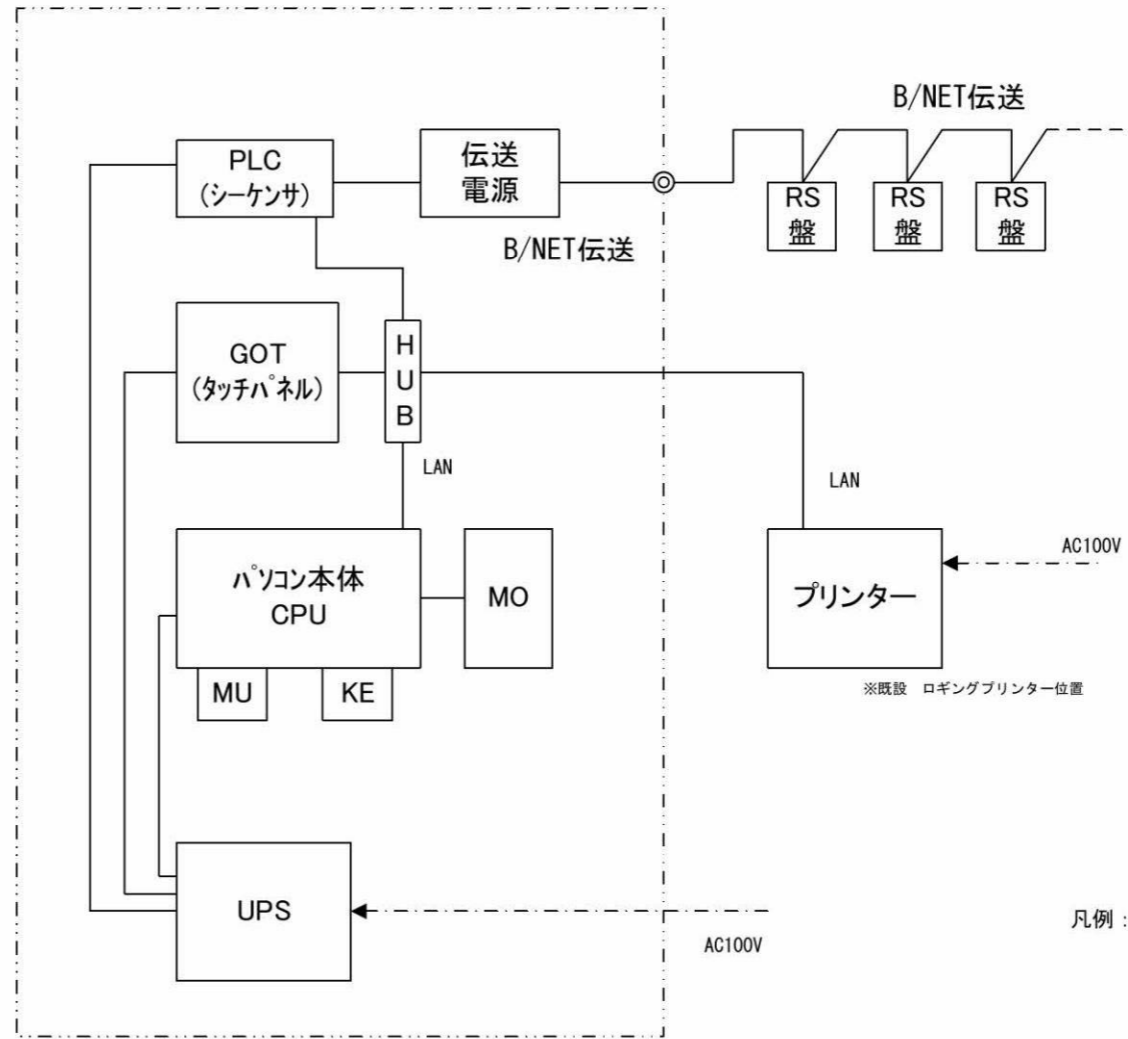 B/NET伝送
PLC
(シーケンサ)
伝送
電源
RS
盤
RS
盤
RS
盤
B/NET伝送
GOT
(タッチパネル)
H
U
B
LAN
LAN
AC100V
パソコン本体
CPU
MO
プリンター
MU
KE
※既設 ロギングプリンター位置
UPS
凡例:
AC100V